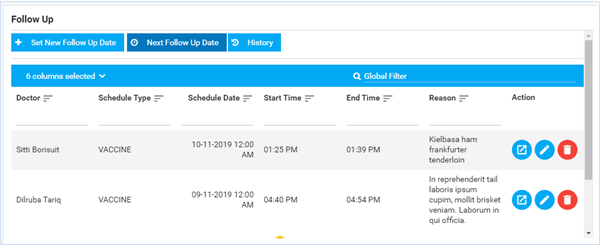 Follow Up
Set New Follow Up Date Next Follow Up Date History
6 columns selected Global Filter
Doctor Schedule Type Schedule Date Start Time End Time Reason Action
Sitti Borisuit VACCINE 10-11-2019 12:00 AM 01:25 PM 01:39 PM Kielbasa ham
frankfurter
tenderloin
Dilruba Tariq VACCINE 09-11-2019 12:00 AM 04:40 PM 04:54 PM In reprehenderit tail
laboris ipsum
cupim, mollit brisket
veniam. Laborum in
qui officia.